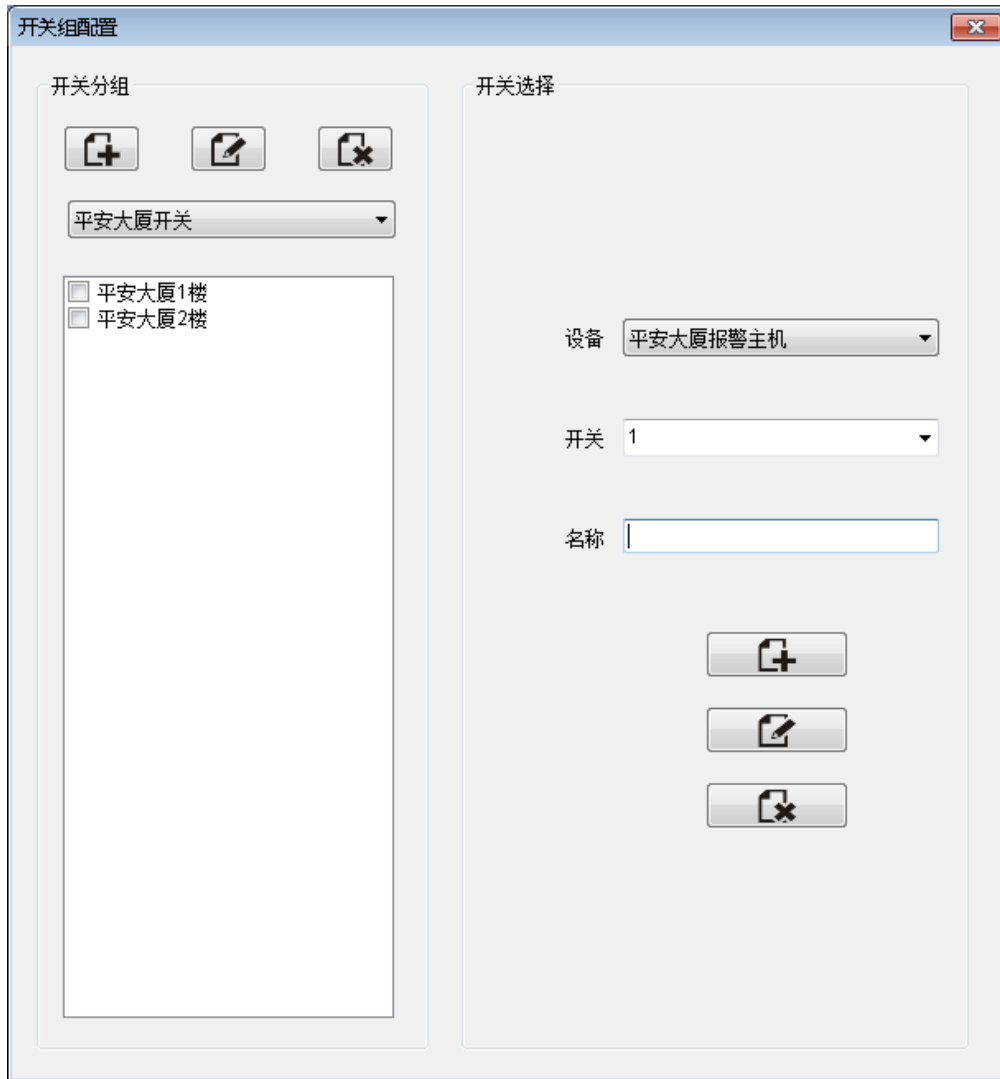 开关组配置
开关分组
平安大厦开关
平安大厦1楼
平安大厦2楼
开关选择
设备 平安大厦报警主机
开关 1
名称